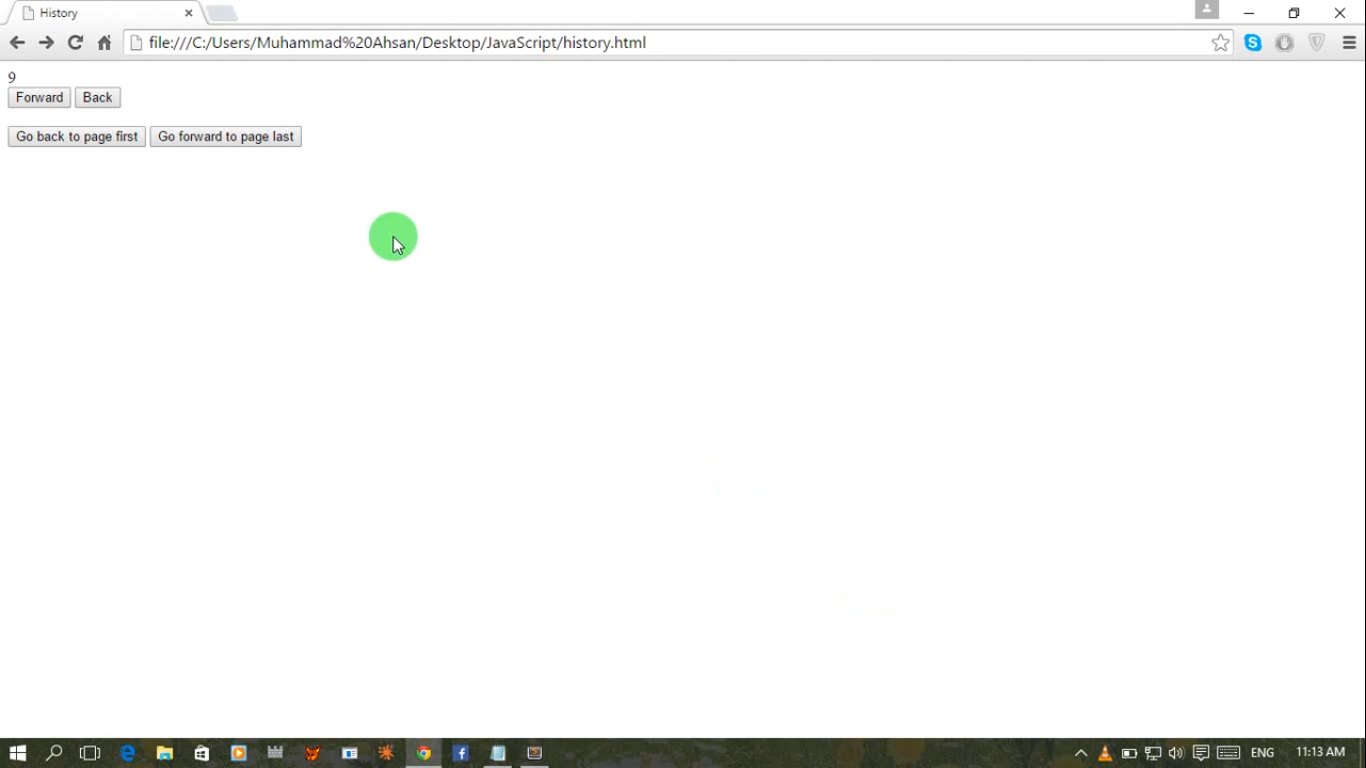 History
file:///C:/Users/Muhammad%20Ahsan/Desktop/JavaScript/history.html
9
Forward Back
Go back to page first Go forward to page last
ENG 11:13 AM